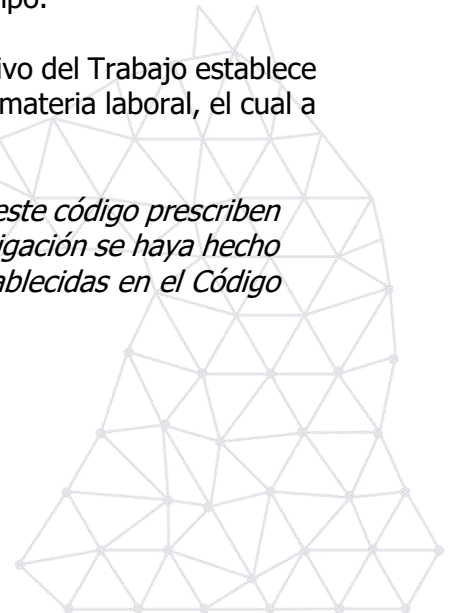 po.
ivo del Trabajo establece
materia laboral, el cual a
este código prescriben
igación se haya hecho
ablecidas en el Código